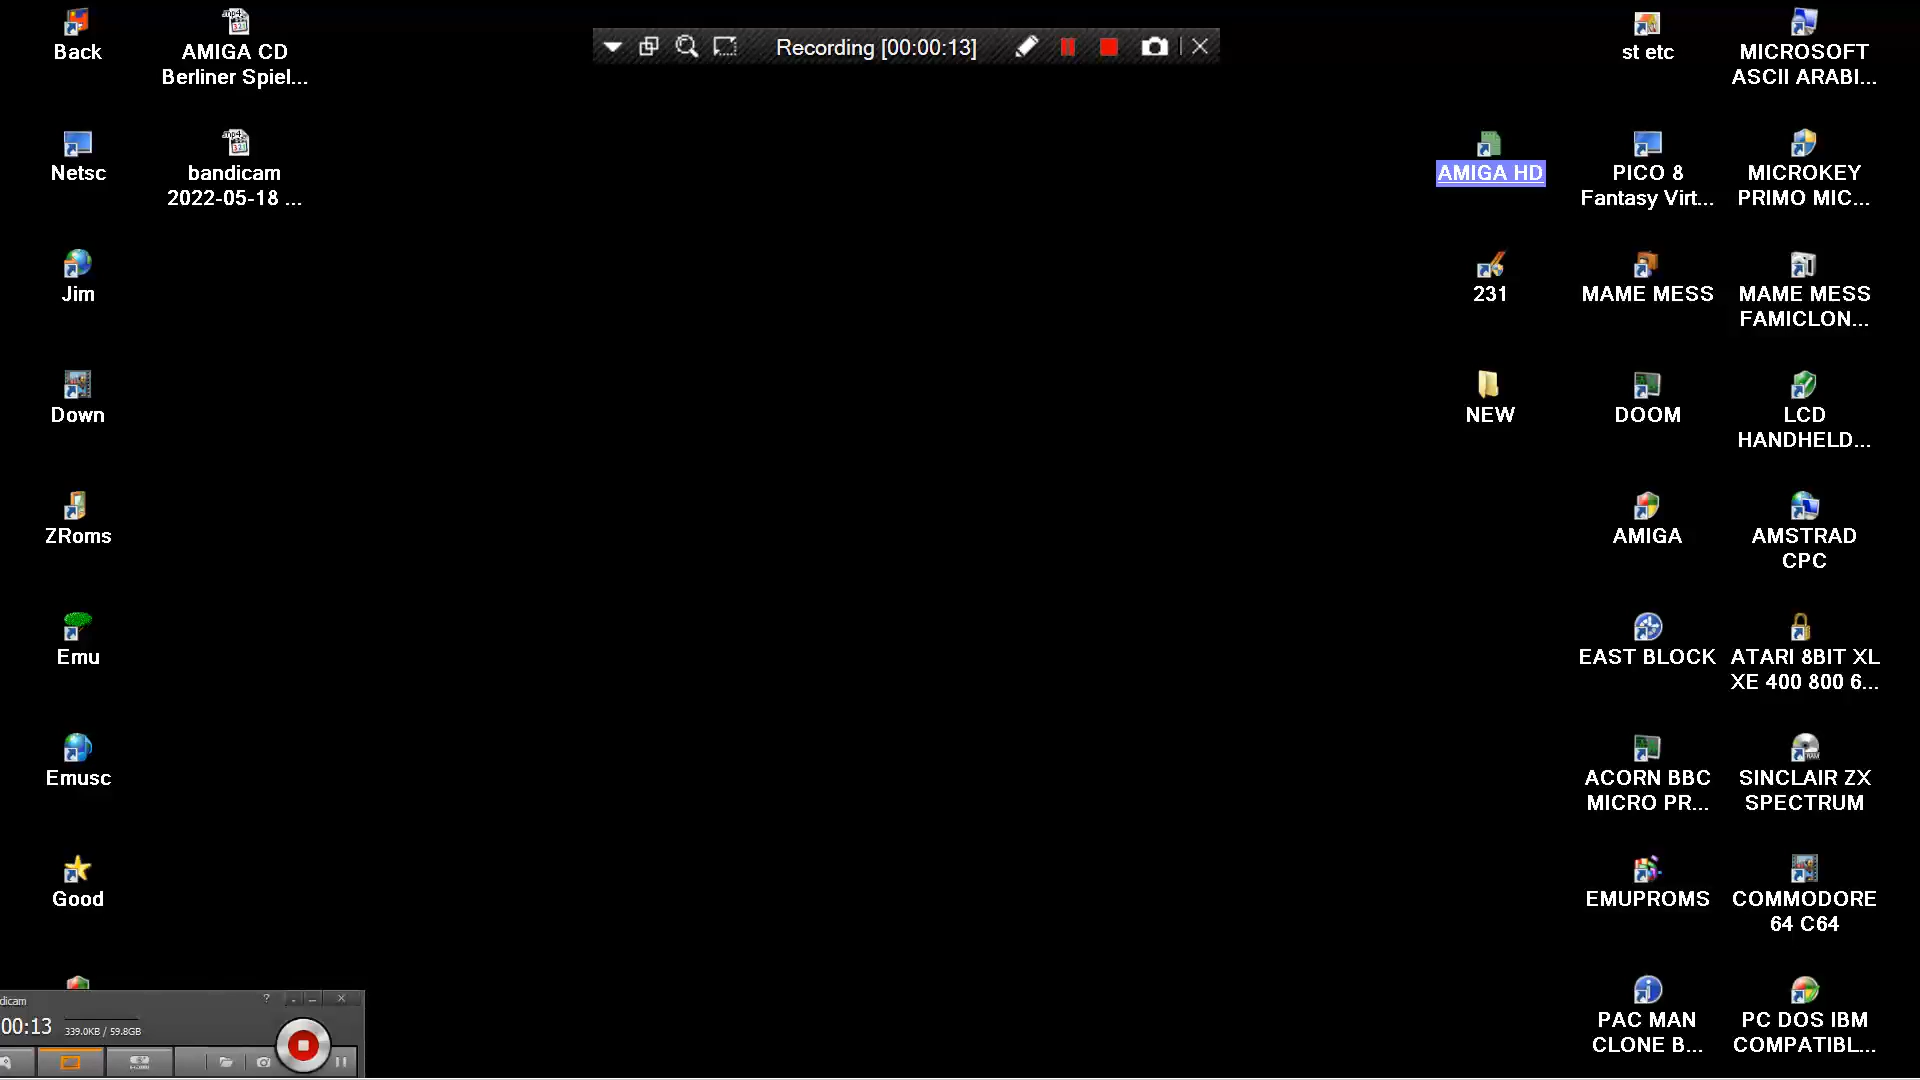 Back
AMIGA CD
Berliner Spiel...
Recording [00:00:13]
st etc
MICROSOFT
ASCII ARABI...
Netsc
bandicam
2022-05-18 ...
AMIGA HD
PICO 8
Fantasy Virt...
MICROKEY
PRIMO MIC...
Jim
231
MAME MESS
MAME MESS
FAMICLON...
Down
NEW
DOOM
LCD
HANDHELD...
ZRoms
AMIGA
AMSTRAD
CPC
Emu
EAST BLOCK
ATARI 8BIT XL
XE 400 800 6...
Emusc
ACORN BBC
MICRO PR...
SINCLAIR ZX
SPECTRUM
Good
EMUPROMS
COMMODORE
64 C64
dicam
00:13
339.0KB / 59.8GB
PAC MAN
CLONE B...
PC DOS IBM
COMPATIBL...